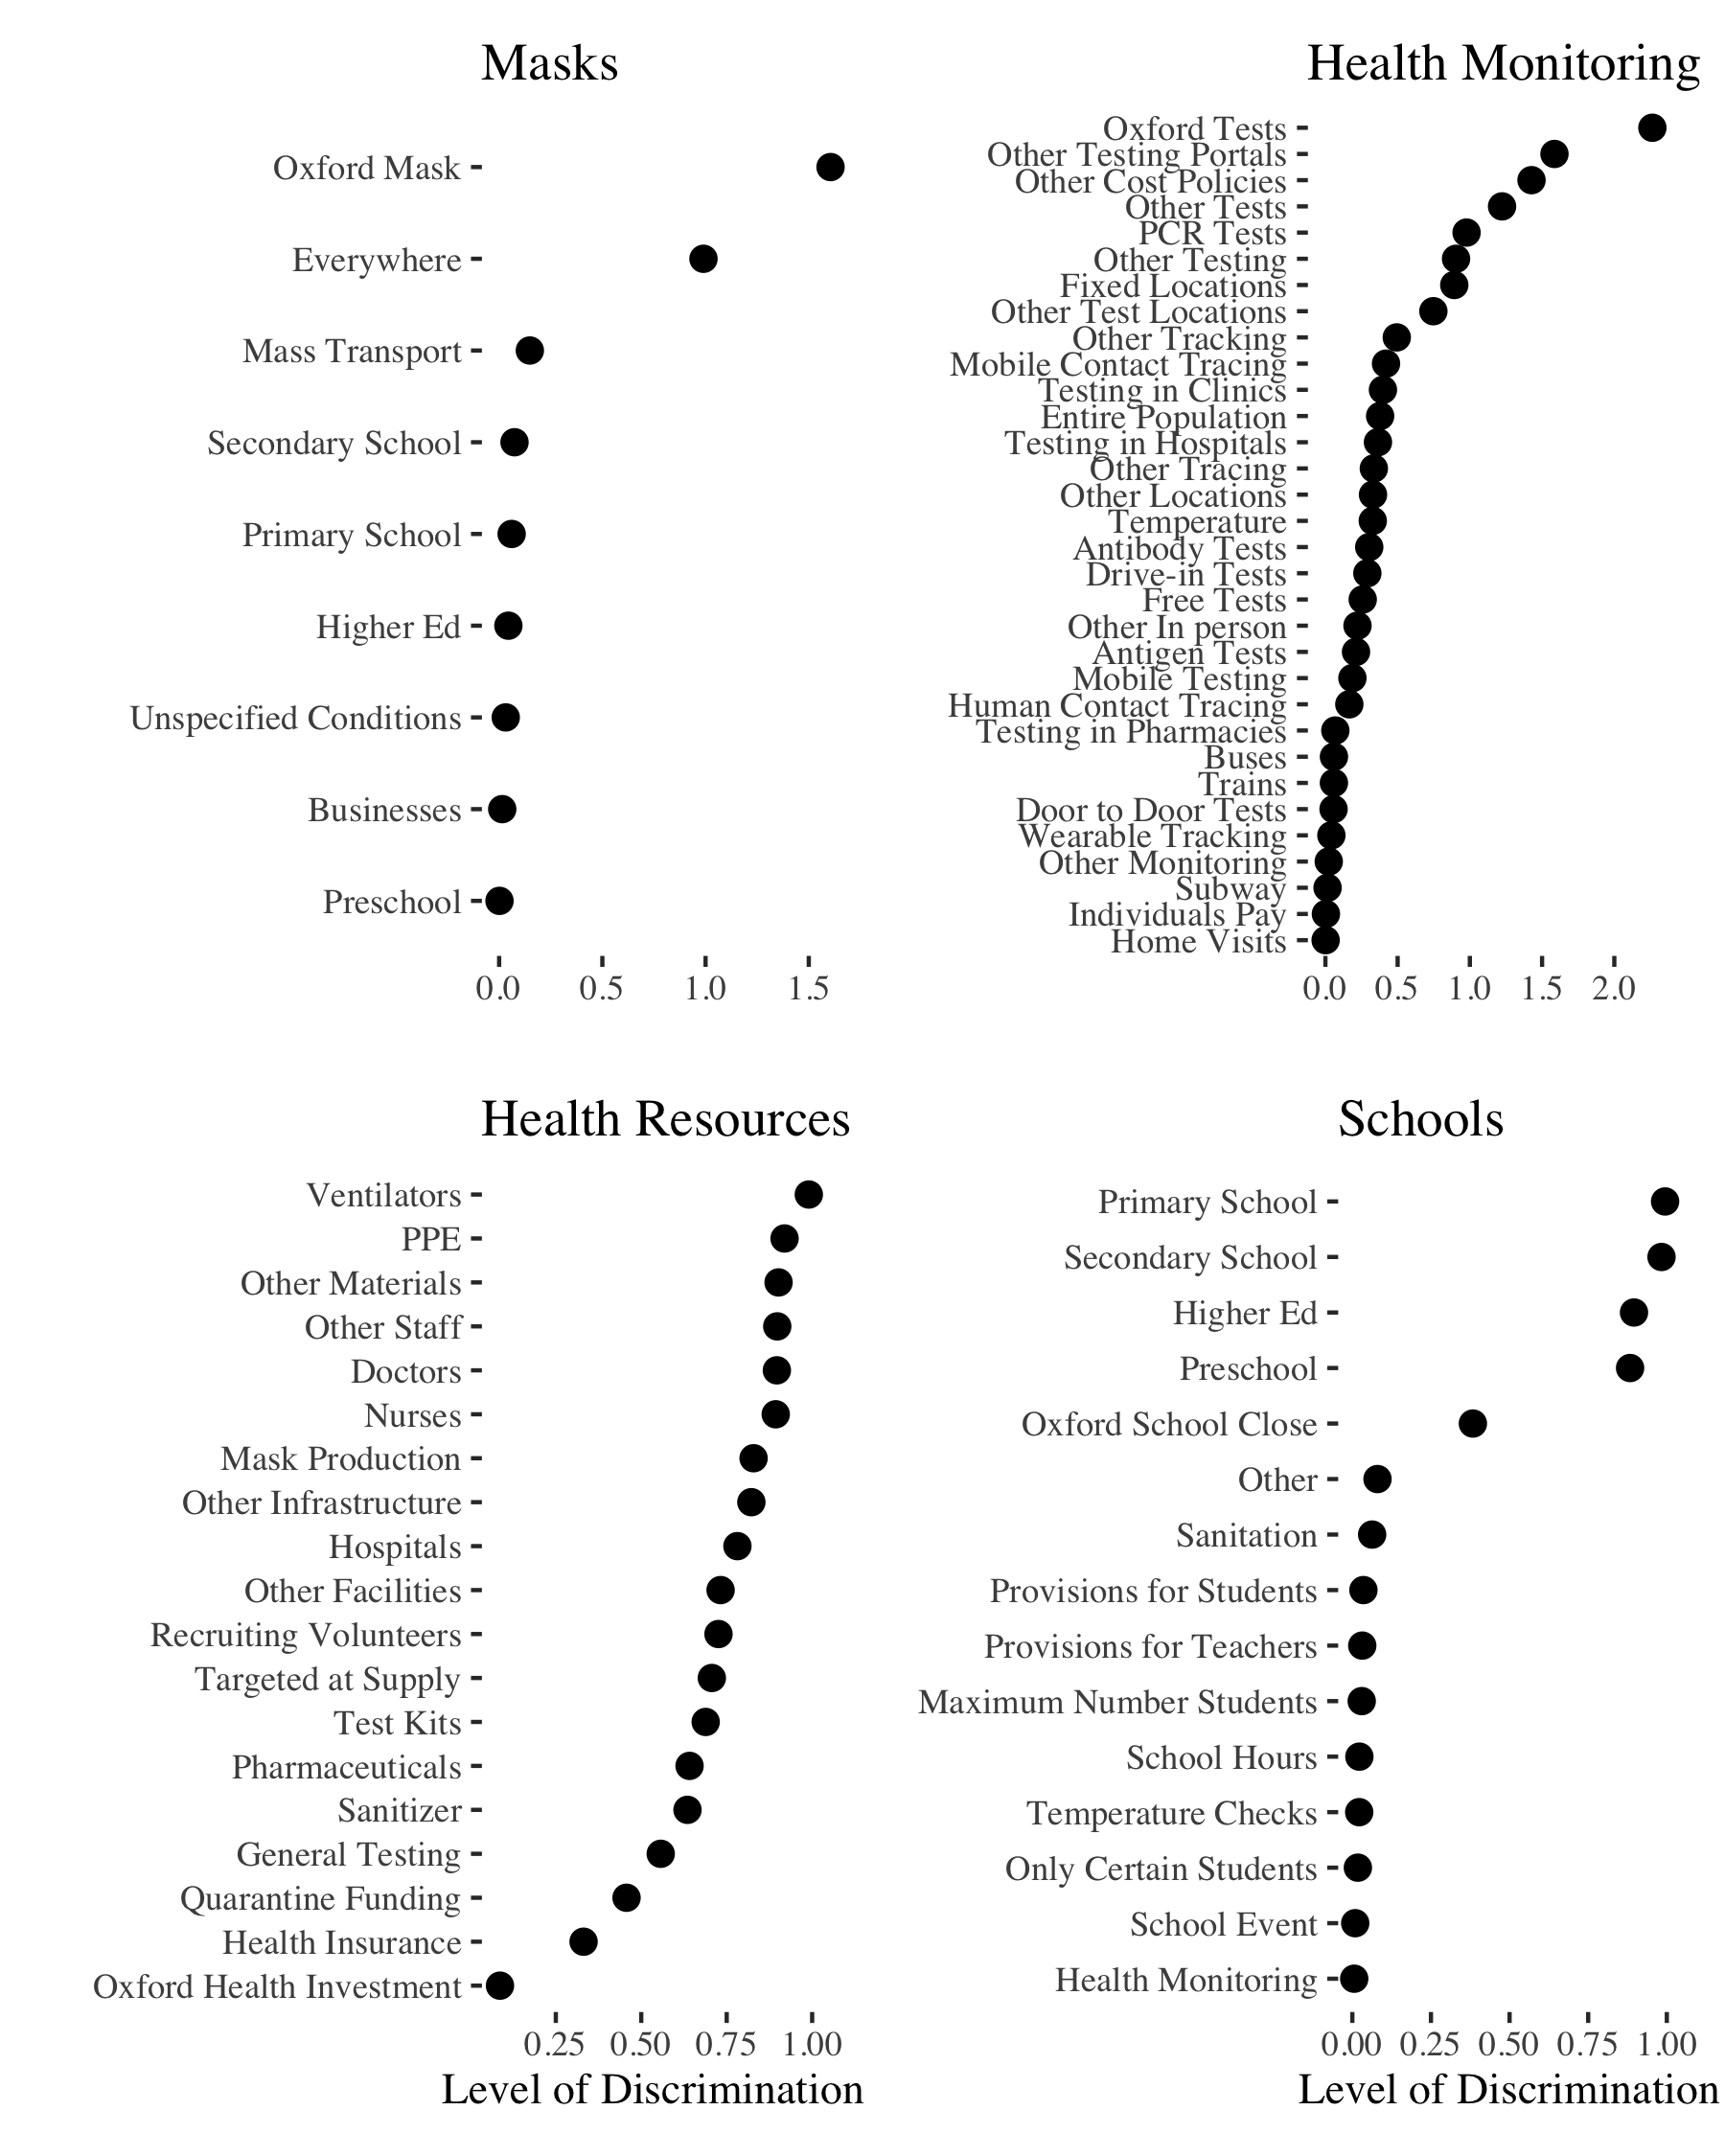 Masks
Oxford Mask
Everywhere
Mass Transport
Secondary School
Primary School
Higher Ed
Unspecified Conditions
Businesses
Preschool
0.0 0.5 1.0 1.5
Health Monitoring
Oxford Tests
Other Testing Portals
Other Cost Policies
Other Tests
PCR Tests
Other Testing
Fixed Locations
Other Test Locations
Other Tracking
Mobile Contact Tracing
Testing in Clinics
Entire Population
Testing in Hospitals
Other Tracing
Other Locations
Temperature
Antibody Tests
Drive-in Tests
Free Tests
Other In person
Antigen Tests
Mobile Testing
Human Contact Tracing
Testing in Pharmacies
Buses
Trains
Door to Door Tests
Wearable Tracking
Other Monitoring
Subway
Individuals Pay
Home Visits
0.0 0.5 1.0 1.5 2.0
Health Resources
Ventilators
PPE
Other Materials
Other Staff
Doctors
Nurses
Mask Production
Other Infrastructure
Hospitals
Other Facilities
Recruiting Volunteers
Targeted at Supply
Test Kits
Pharmaceuticals
Sanitizer
General Testing
Quarantine Funding
Health Insurance
Oxford Health Investment
0.25 0.50 0.75 1.00
Level of Discrimination
Schools
Primary School
Secondary School
Higher Ed
Preschool
Oxford School Close
Other
Sanitation
Provisions for Students
Provisions for Teachers
Maximum Number Students
School Hours
Temperature Checks
Only Certain Students
School Event
Health Monitoring
0.00 0.25 0.50 0.75 1.00
Level of Discrimination